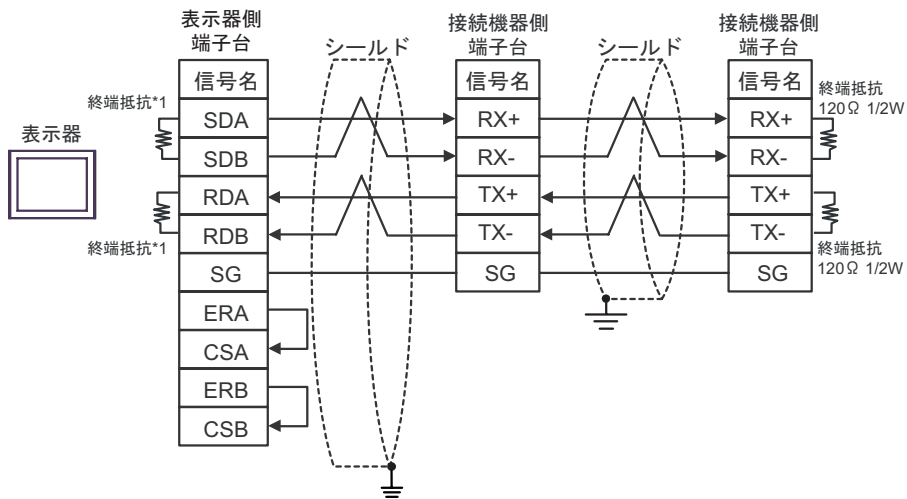 表示器側
端子台
信号名
SDA
SDB
RDA
RDB
SG
ERA
CSA
ERB
CSB
終端抵抗*1
終端抵抗*1
表示器
シールド
接続機器側
端子台
信号名
RX+
RX-
TX+
TX-
SG
シールド
接続機器側
端子台
信号名
RX+
RX-
TX+
TX-
SG
終端抵抗
120Ω 1/2W
終端抵抗
120Ω 1/2W